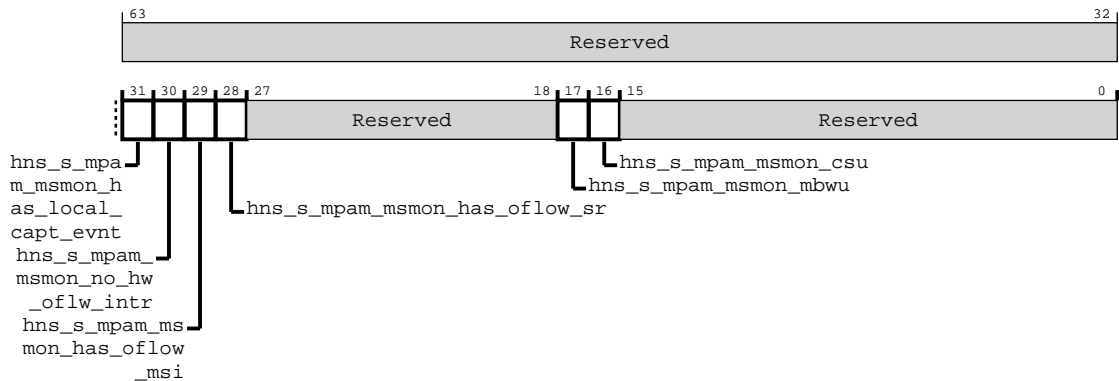 63 32
Reserved
31 30 29 28 27 18 17 16 15 0
Reserved Reserved
hns_s_mpa
m_msmon_h
as_local_
capt_evnt
hns_s_mpam_msmon_csu
hns_s_mpam_msmon_mbwu
hns_s_mpam_msmon_has_oflow_sr
hns_s_mpam_
msmon_no_hw
_oflw_intr
hns_s_mpam_ms
mon_has_oflow
_msi